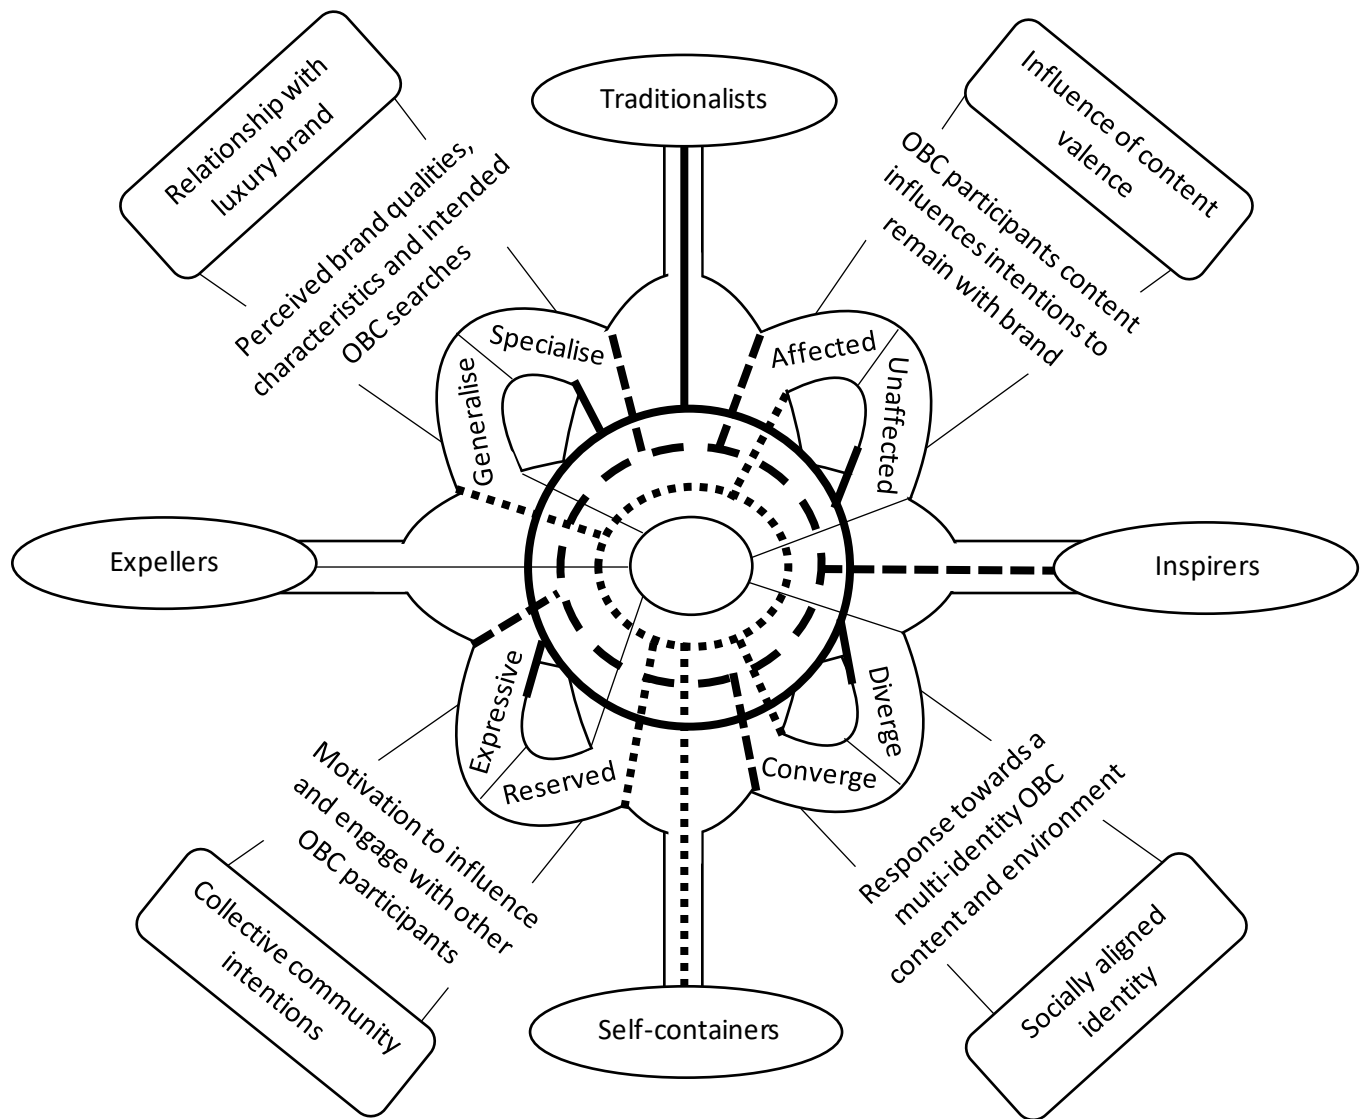 Relationship with
luxury brand
Perceived brand qualities,
characteristics and intended
OBC searches
Traditionalists
Influence of content
valence
OBC participants content
influences intentions to
remain with brand
Specialise
Generalise
Affected
Unaffected
Expellers
Inspirers
Expressive
Reserved
Diverge
Converge
Motivation to influence
and engage with other
OBC participants
Collective community
intentions
Self-containers
Response towards a
multi-identity OBC
content and environment
Socially aligned
identity